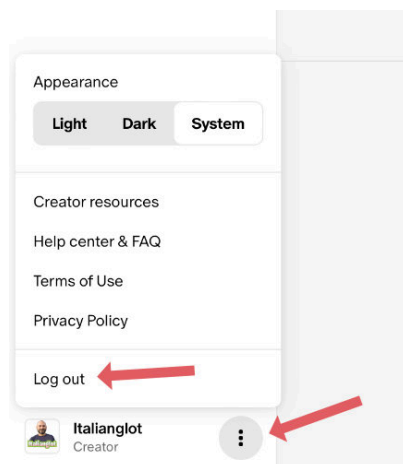 Appearance
Light Dark System
Creator resources
Help center & FAQ
Terms of Use
Privacy Policy
Log out
Italianglot
Creator